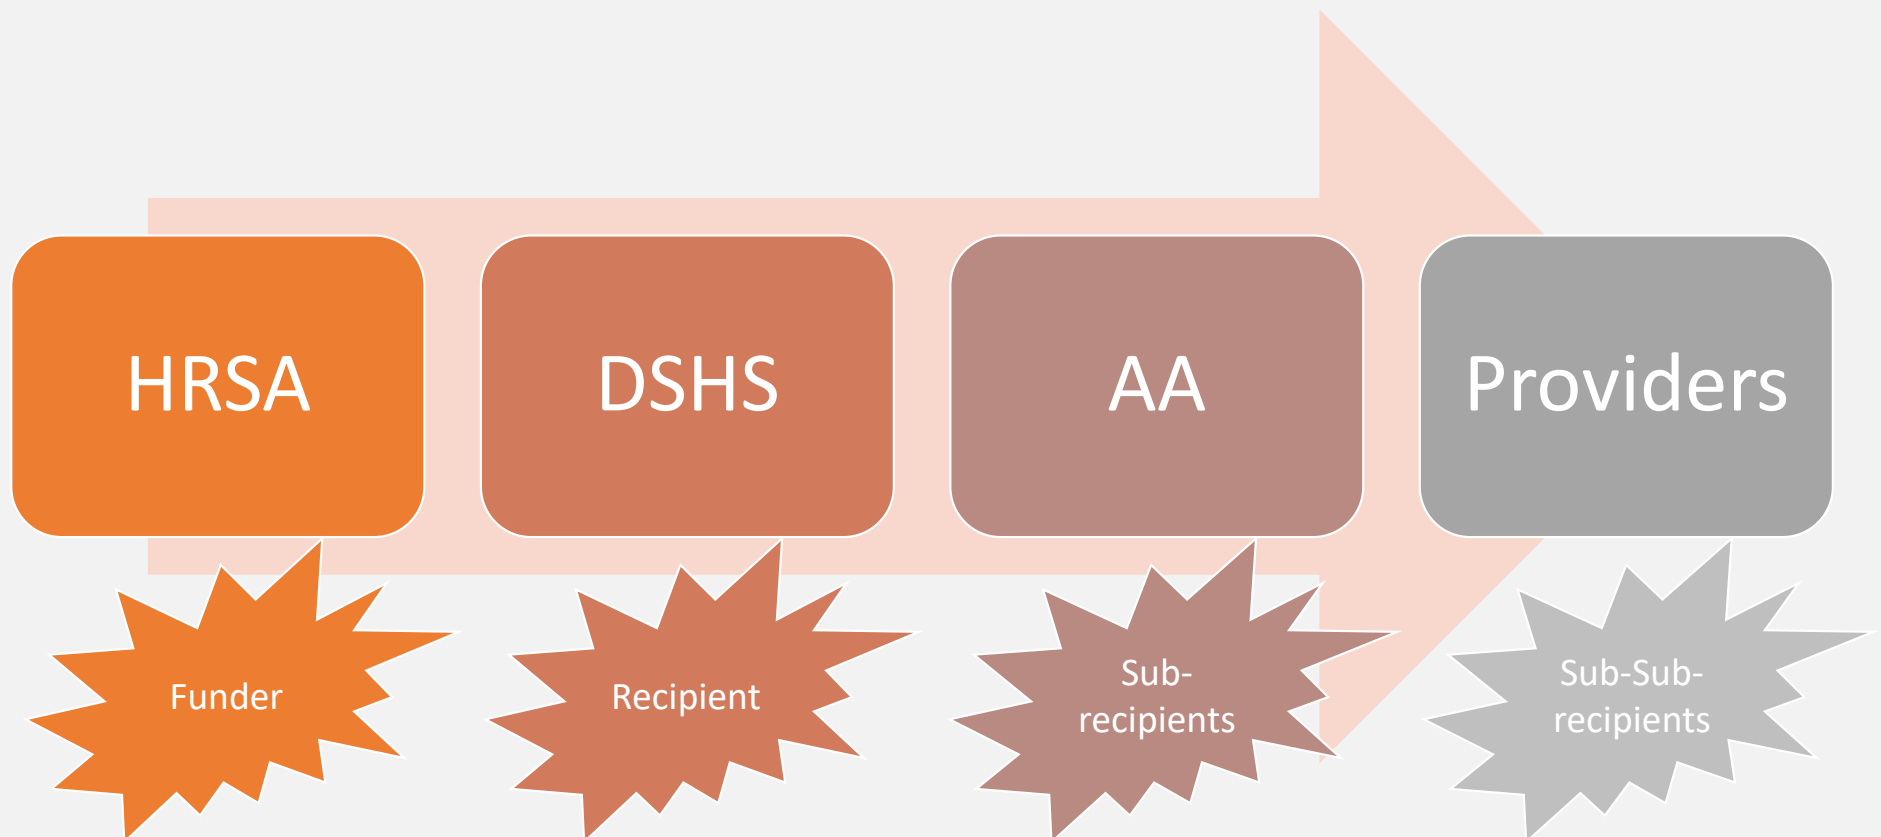 HRSA
DSHS
AA
Providers
Funder
Recipient
Sub-
recipients
Sub-Sub-
recipients